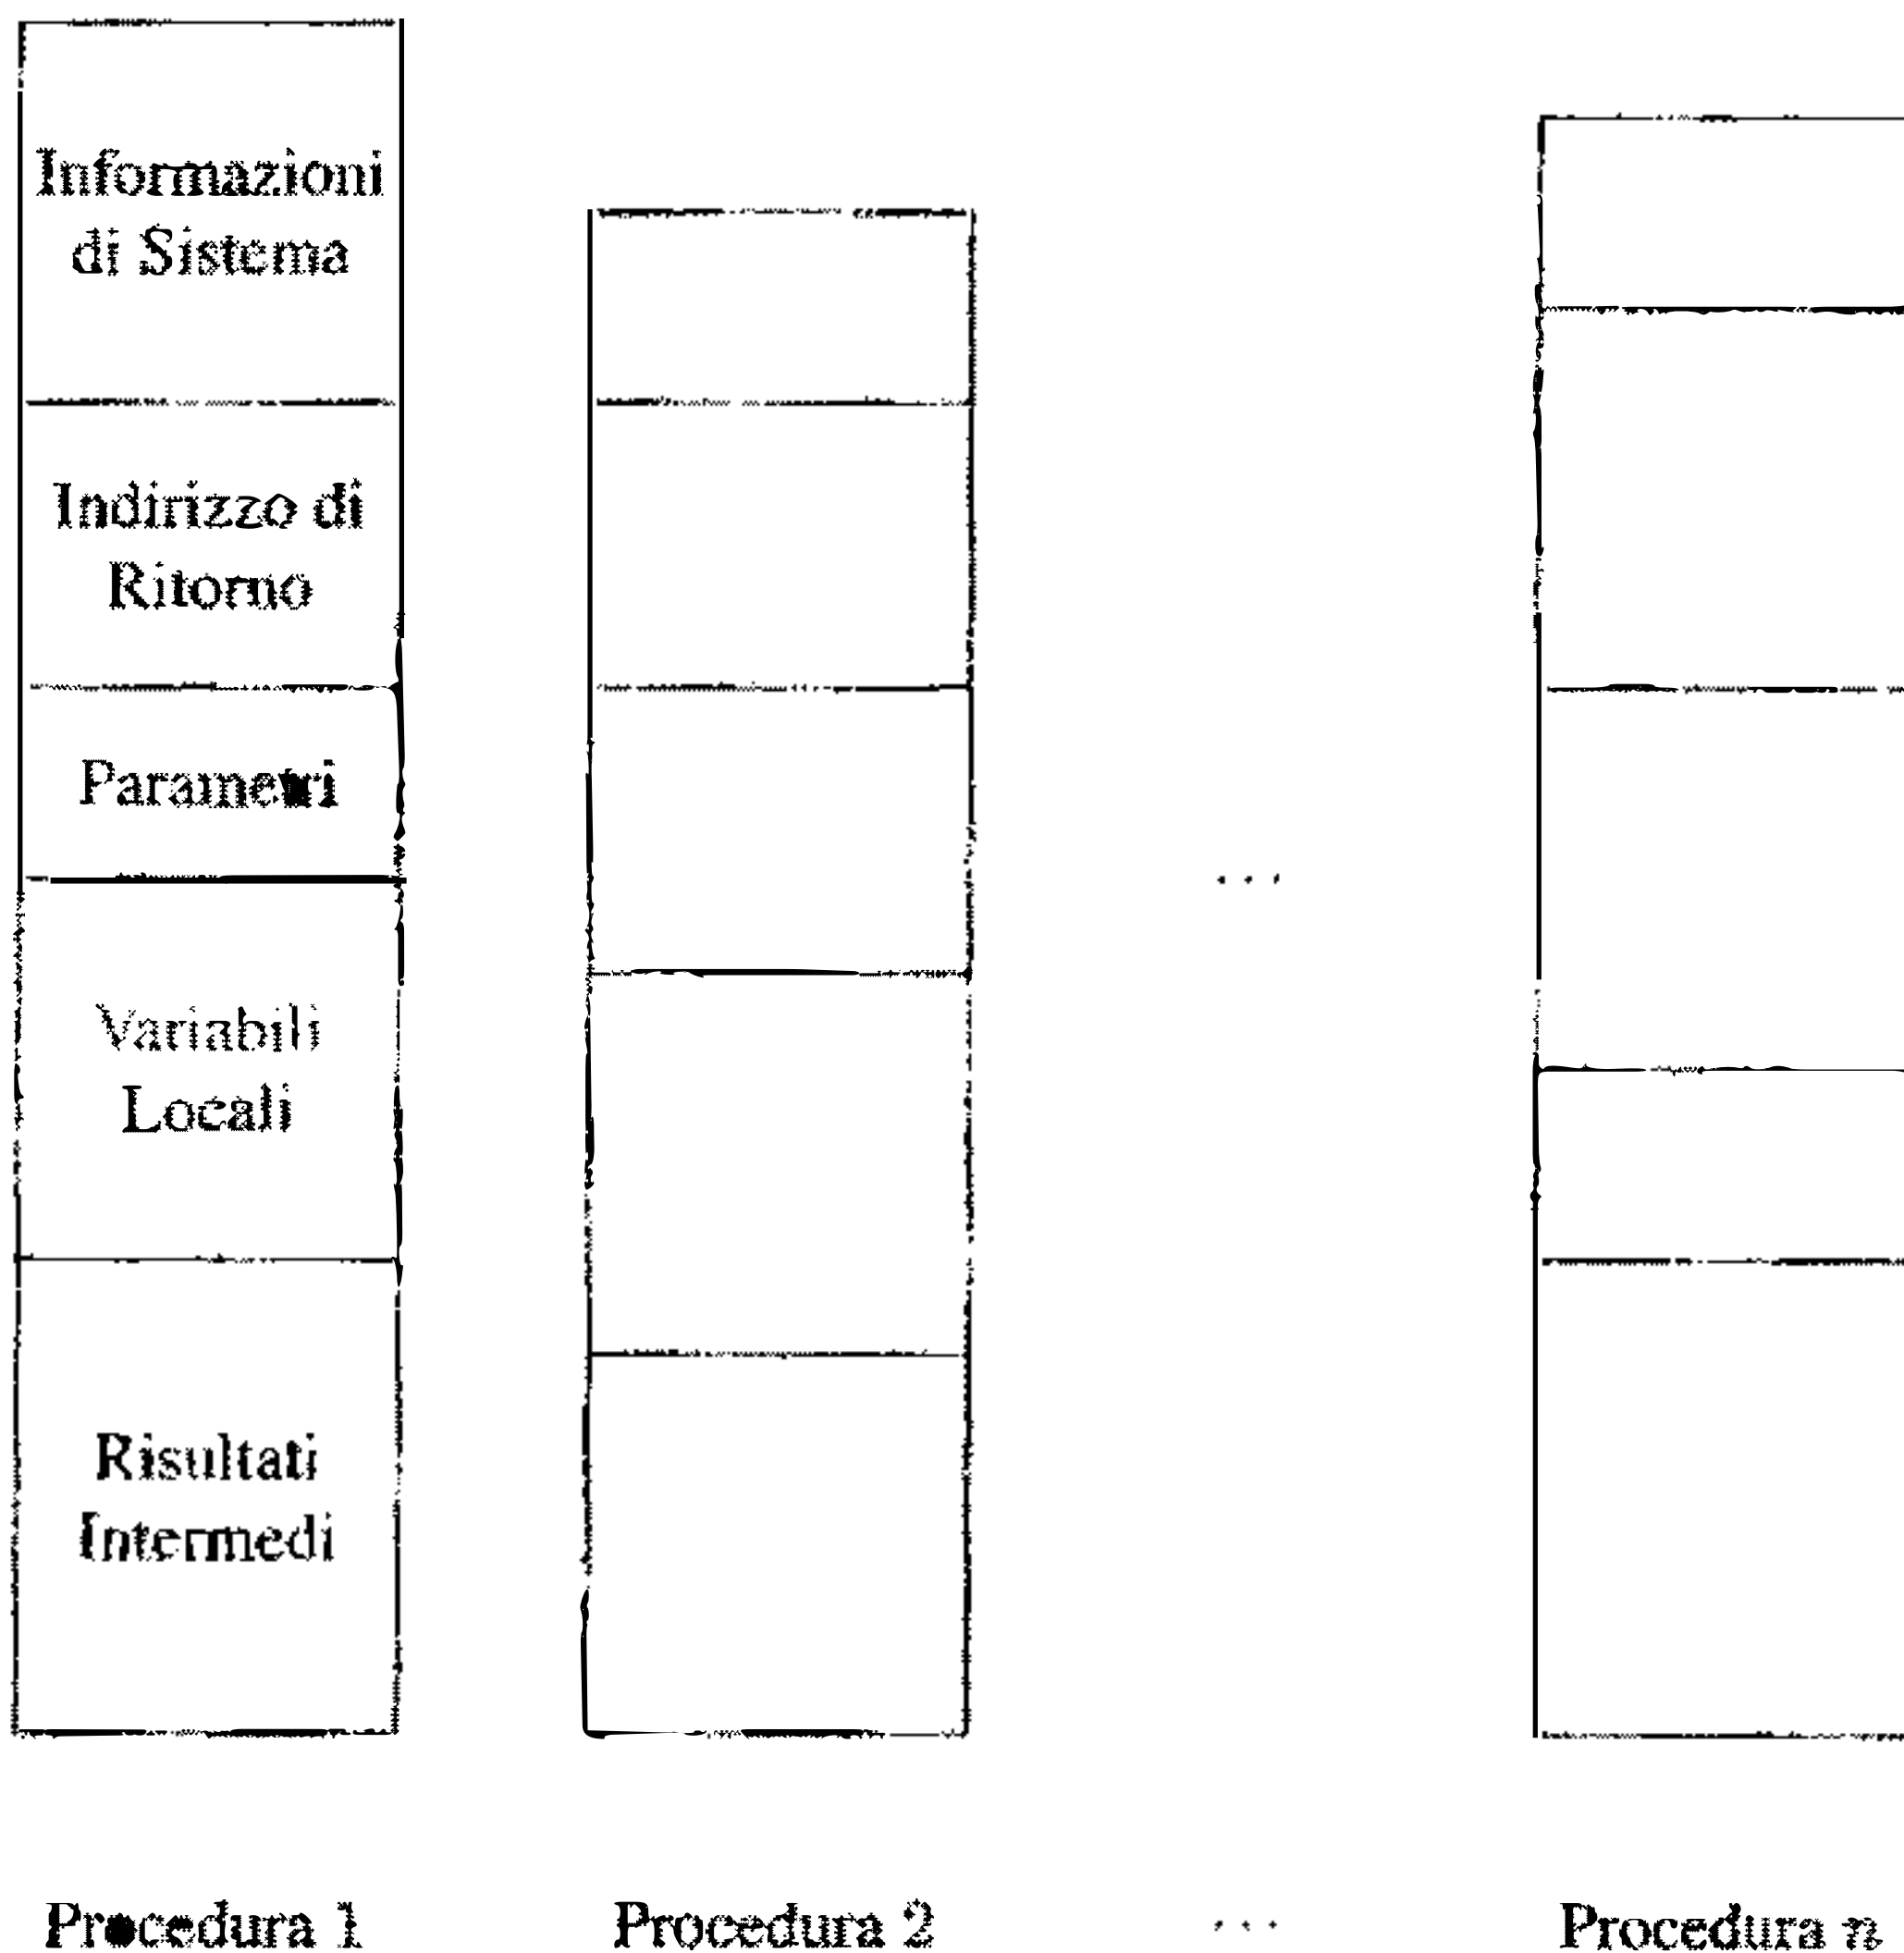 Informazioni
di Sistema
Indirizzo di
Ritorno
Parametri
Variabili
Locali
Risultati
Intermedi
. . .
Procedura 1
Procedura 2
. . .
Procedura n